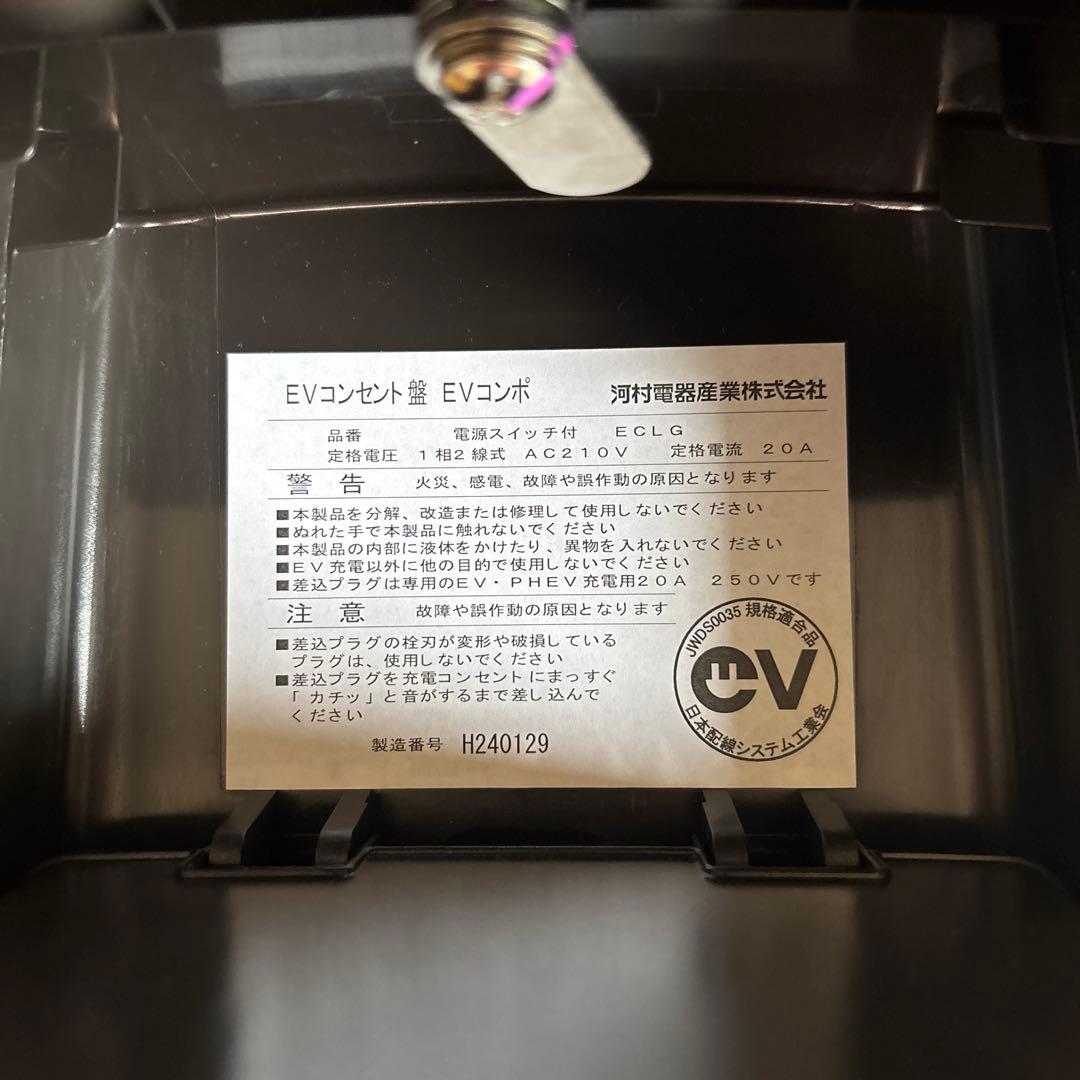 EVコンセント盤 EVコンポ 河村電器産業株式会社
品番 電源スイッチ付 ECLG
定格電圧 1相2線式 AC210V 定格電流 20A
警告 火災、感電、故障や誤作動の原因となります
■本製品を分解、改造または修理して使用しないでください
■ぬれた手で本製品に触れないでください
■本製品の内部に液体をかけたり、異物を入れないでください
■EV充電以外に他の目的で使用しないでください
■差込プラグは専用のEV・PHEV充電用20A 250Vです
注意 故障や誤作動の原因となります
■差込プラグの栓刃が変形や破損している
プラグは、使用しないでください
■差込プラグを充電コンセントにまっすぐ
「カチッ」と音がするまで差し込んで
ください
製造番号 H240129
JWDS0035 規格適合品
EV
日本配線システム工業会